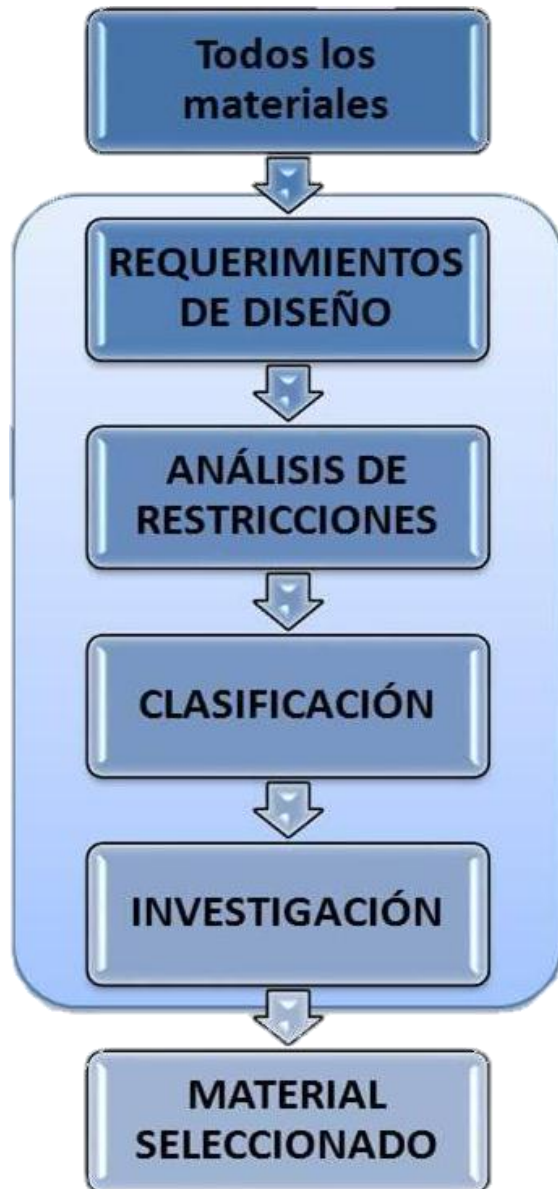 Todos los
materiales
REQUERIMIENTOS
DE DISEÑO
ANÁLISIS DE
RESTRICCIONES
CLASIFICACIÓN
INVESTIGACIÓN
MATERIAL
SELECCIONADO